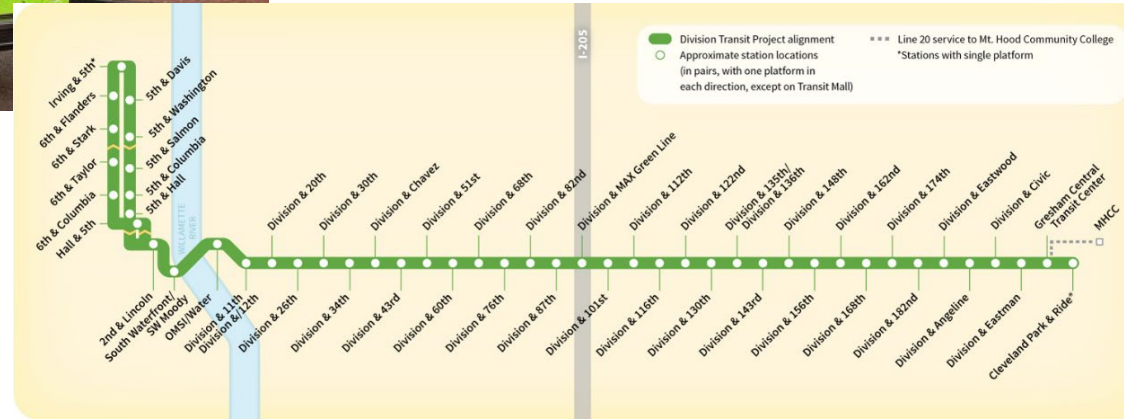 I-205
Division Transit Project alignment
Approximate station locations
(in pairs, with one platform in
each direction, except on Transit Mall)
Line 20 service to Mt. Hood Community College
*Stations with single platform
Irving & 5th*
6th & Flanders
6th & Stark
6th & Taylor
6th & Columbia
Hall & 5th
5th & Davis
5th & Washington
5th & Salmon
5th & Columbia
5th & Hall
WILLAMETTE
RIVER
2nd & Lincoln
South Waterfront/
SW Moody
OMSI/Water
Division & 11th
Division & 12th
Division & 20th
Division & 26th
Division & 30th
Division & 34th
Division & Chavez
Division & 43rd
Division & 51st
Division & 60th
Division & 68th
Division & 76th
Division & 82nd
Division & 87th
Division & MAX Green Line
Division & 101st
Division & 112th
Division & 116th
Division & 122nd
Division & 130th
Division & 135th/
Division & 136th
Division & 143rd
Division & 148th
Division & 156th
Division & 162nd
Division & 168th
Division & 174th
Division & 182nd
Division & Eastwood
Division & Angeline
Division & Civic
Division & Eastman
Gresham Central
Transit Center
Cleveland Park & Ride*
MHCC